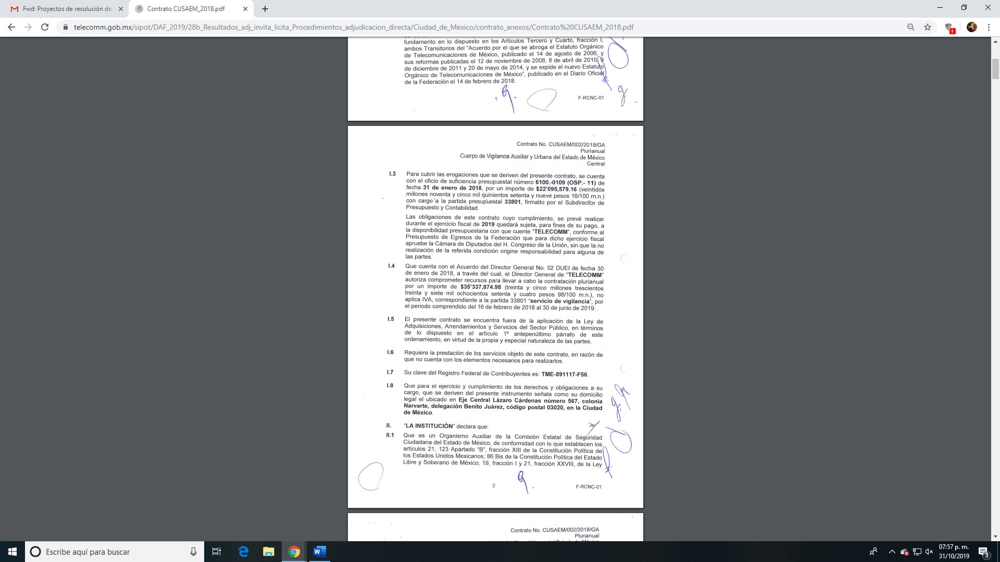 Fwd: Proyectos de resolución de
Contrato CUSAEM_2018.pdf
telecomm.gob.mx/sipot/DAF_2019/28b_Resultados_adj_invita_licita_Procedimientos_adjudicacion_directa/Ciudad_de_Mexico/contrato_anexos/Contrato%20CUSAEM_2018.pdf
fundamento en lo dispuesto en los Artículos Tercero y Cuarto, fracción I,
ambos Transitorios del "Acuerdo por el que se abroga el Estatuto Orgánico
de Telecomunicaciones de México, publicado el 14 de agosto de 2006, y
sus reformas publicadas el 12 de noviembre de 2008, 8 de abril de 2010, 9
de diciembre de 2011 y 20 de mayo de 2014, y se expide el nuevo Estatuto
Orgánico de Telecomunicaciones de México", publicado en el Diario Oficial
de la Federación el 14 de febrero de 2018.
1
F-RCNC-01
Contrato No. CUSAEM/002/2018/GA
Plurianual
Cuerpo de Vigilancia Auxiliar y Urbana del Estado de México
Central
I.3 Para cubrir las erogaciones que se deriven del presente contrato, se cuenta
con el oficio de suficiencia presupuestal número 6100.-0109 (OSP.- 11) de
fecha 31 de enero de 2018, por un importe de $22'095,579.16 (veintidós
millones noventa y cinco mil quinientos setenta y nueve pesos 16/100 m.n.)
con cargo a la partida presupuestal 33801, firmado por el Subdirector de
Presupuesto y Contabilidad.
Las obligaciones de este contrato cuyo cumplimiento, se prevé realizar
durante el ejercicio fiscal de 2019 quedará sujeta, para fines de su pago, a
la disponibilidad presupuestaria con que cuente "TELECOMM", conforme al
Presupuesto de Egresos de la Federación que para dicho ejercicio fiscal
apruebe la Cámara de Diputados del H. Congreso de la Unión, sin que la no
realización de la referida condición origine responsabilidad para alguna de
las partes.
I.4 Que cuenta con el Acuerdo del Director General No. 02 DUEI de fecha 30
de enero de 2018, a través del cual, el Director General de "TELECOMM"
autoriza comprometer recursos para llevar a cabo la contratación plurianual
por un importe de $35'337,874.98 (treinta y cinco millones trescientos
treinta y siete mil ochocientos setenta y cuatro pesos 98/100 m.n.), no
aplica IVA, correspondiente a la partida 33801 "servicio de vigilancia", por
el periodo comprendido del 16 de febrero de 2018 al 30 de junio de 2019.
I.5 El presente contrato se encuentra fuera de la aplicación de la Ley de
Adquisiciones, Arrendamientos y Servicios del Sector Público, en términos
de lo dispuesto en el artículo 1º antepenúltimo párrafo de este
ordenamiento, en virtud de la propia y especial naturaleza de las partes.
I.6 Requiere la prestación de los servicios objeto de este contrato, en razón de
que no cuenta con los elementos necesarios para realizarlos.
I.7 Su clave del Registro Federal de Contribuyentes es: TME-891117-F56.
I.8 Que para el ejercicio y cumplimiento de los derechos y obligaciones a su
cargo, que se deriven del presente instrumento señala como su domicilio
legal el ubicado en Eje Central Lázaro Cárdenas número 567, colonia
Narvarte, delegación Benito Juárez, código postal 03020, en la Ciudad
de México.
II. "LA INSTITUCIÓN" declara que:
II.1 Que es un Organismo Auxiliar de la Comisión Estatal de Seguridad
Ciudadana del Estado de México, de conformidad con lo que establecen los
artículos 21, 123 Apartado "B", fracción XIII de la Constitución Política de
los Estados Unidos Mexicanos; 86 Bis de la Constitución Política del Estado
Libre y Soberano de México; 19, fracción I y 21, fracción XXVIII, de la Ley
2
F-RCNC-01
Contrato No. CUSAEM/002/2018/GA
Plurianual
Escribe aquí para buscar
07:57 p. m.
31/10/2019
3